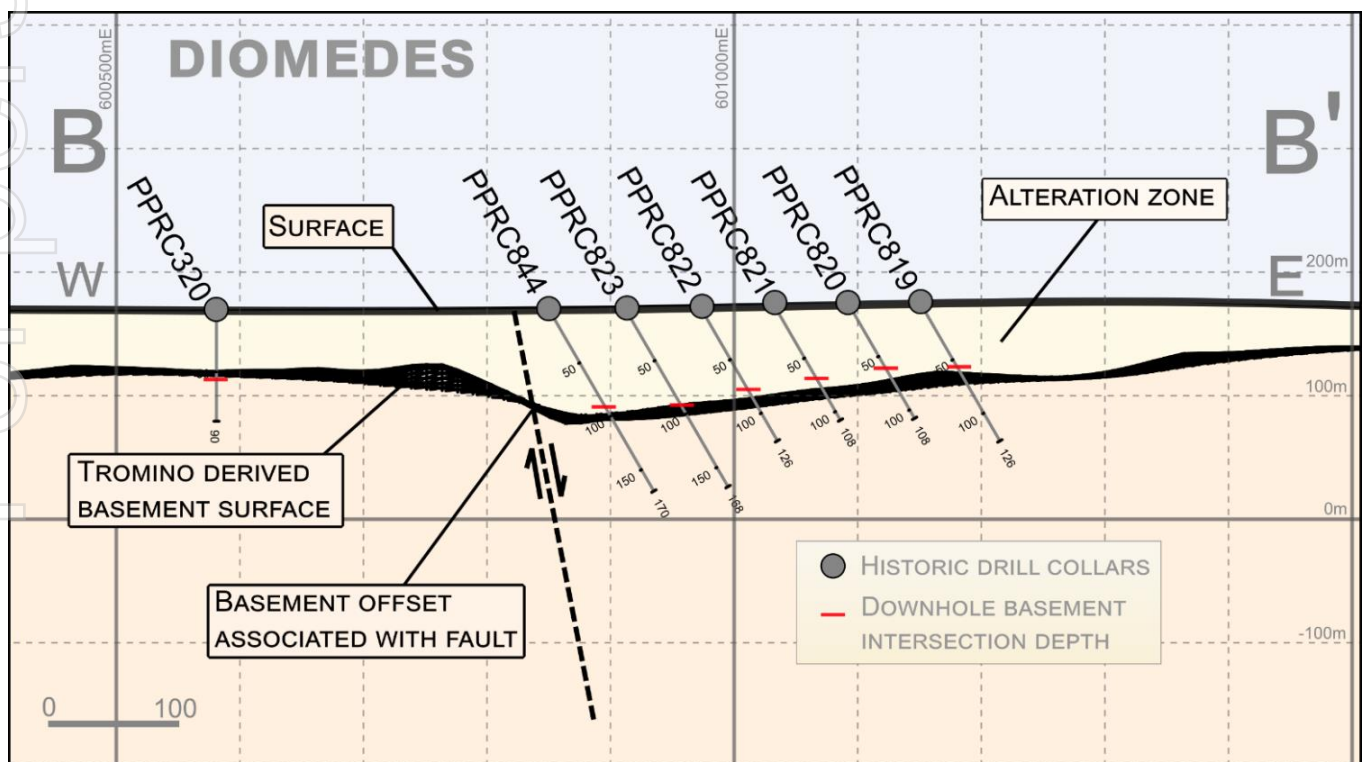 DIOMEDES
600500mE
601000mE
B
B'
W
E
PPRC320
PPRC844
PPRC823
PPRC822
PPRC821
PPRC820
PPRC819
SURFACE
ALTERATION ZONE
200m
100m
0m
-100m
90
50
100
150
170
50
100
150
168
50
100
126
50
100
108
50
100
108
50
100
126
TROMINO DERIVED
BASEMENT SURFACE
BASEMENT OFFSET
ASSOCIATED WITH FAULT
HISTORIC DRILL COLLARS
DOWNHOLE BASEMENT
INTERSECTION DEPTH
0 100